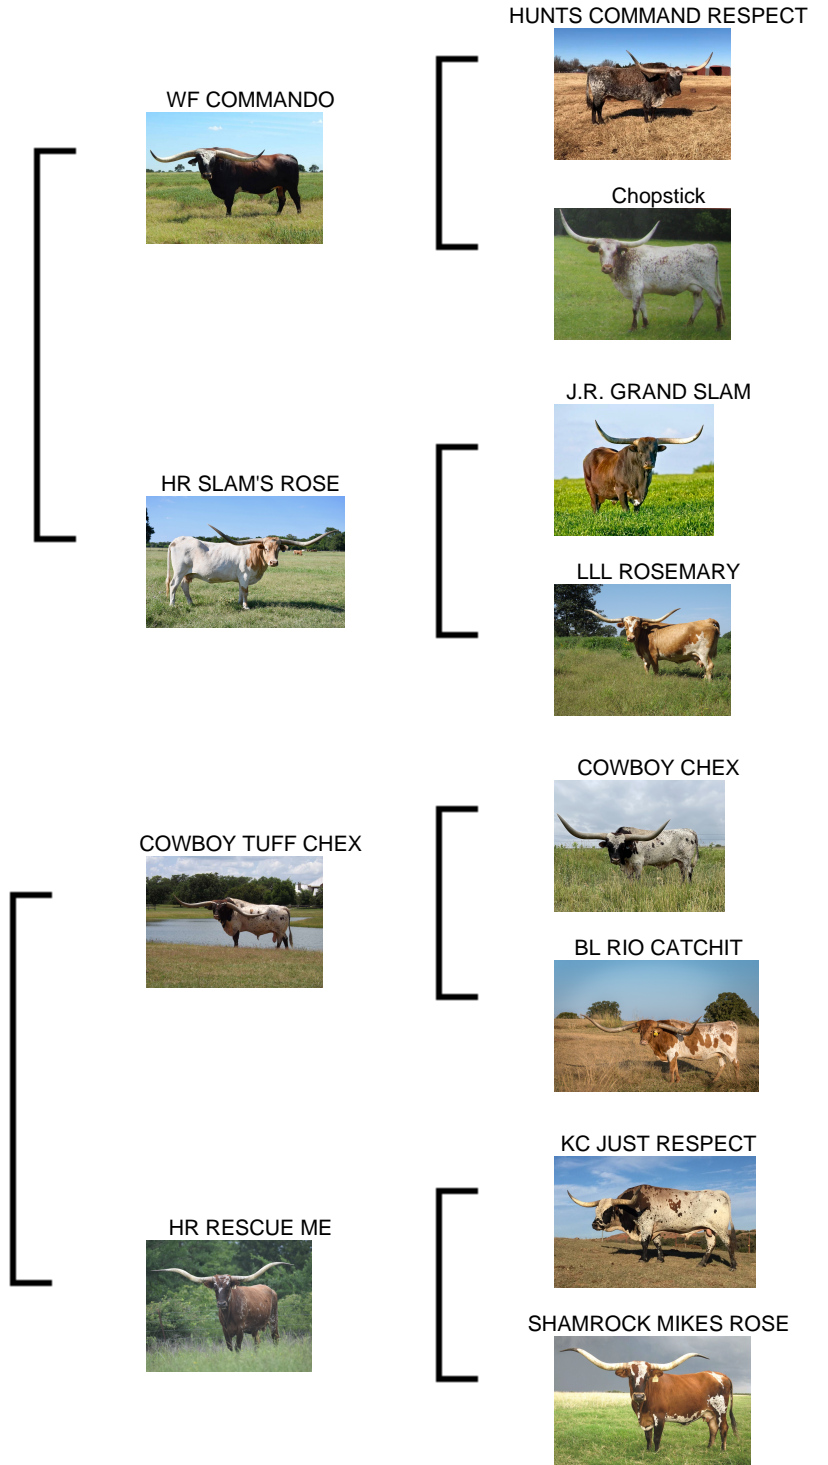 HUNTS COMMAND RESPECT
WF COMMANDO
Chopstick
J.R. GRAND SLAM
HR SLAM'S ROSE
LLL ROSEMARY
COWBOY CHEX
COWBOY TUFF CHEX
BL RIO CATCHIT
KC JUST RESPECT
HR RESCUE ME
SHAMROCK MIKES ROSE